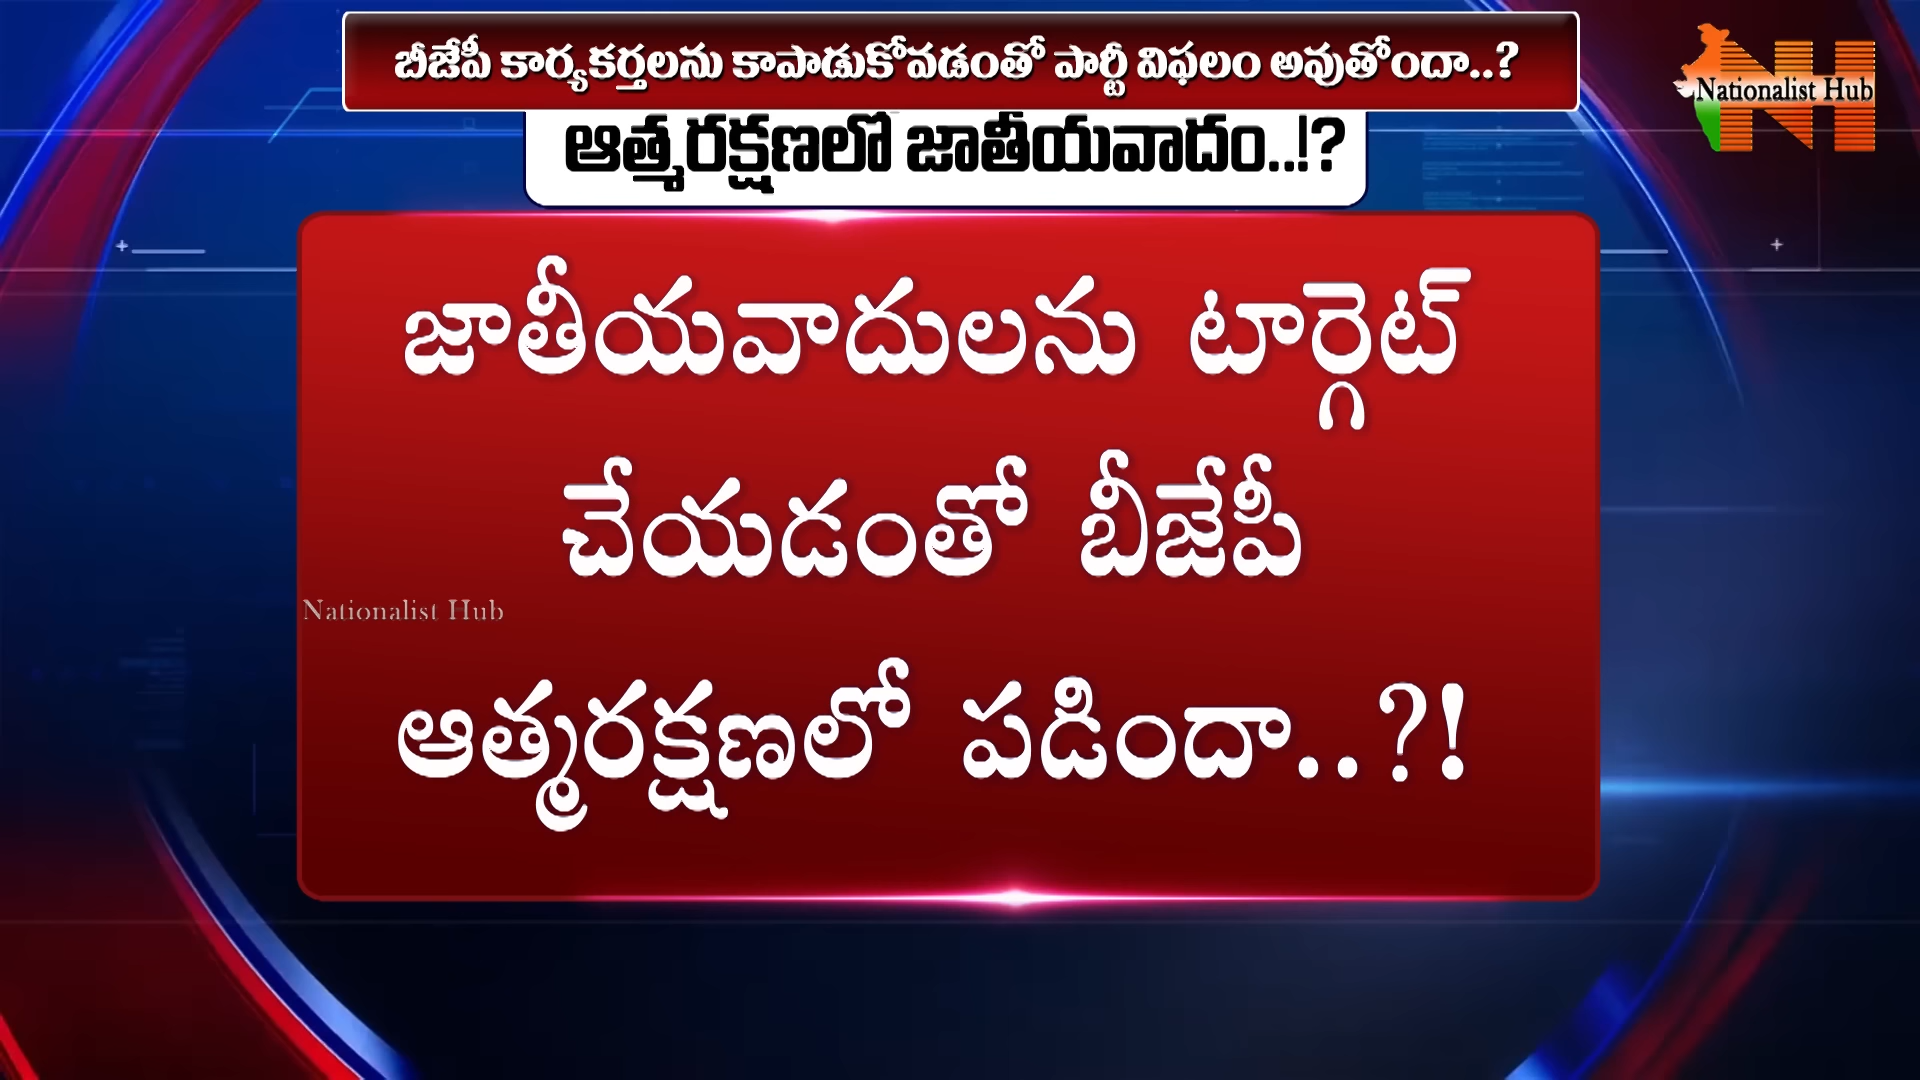 బీజేపీ కార్యకర్తలను కాపాడుకోవడంతో పార్టీ విఫలం అవుతోందా..?
Nationalist Hub
ఆత్మరక్షణలో జాతీయవాదం..!?
జాతీయవాదులను టార్గెట్
చేయడంతో బీజేపీ
Nationalist Hub
ఆత్మరక్షణలో పడిందా..?!